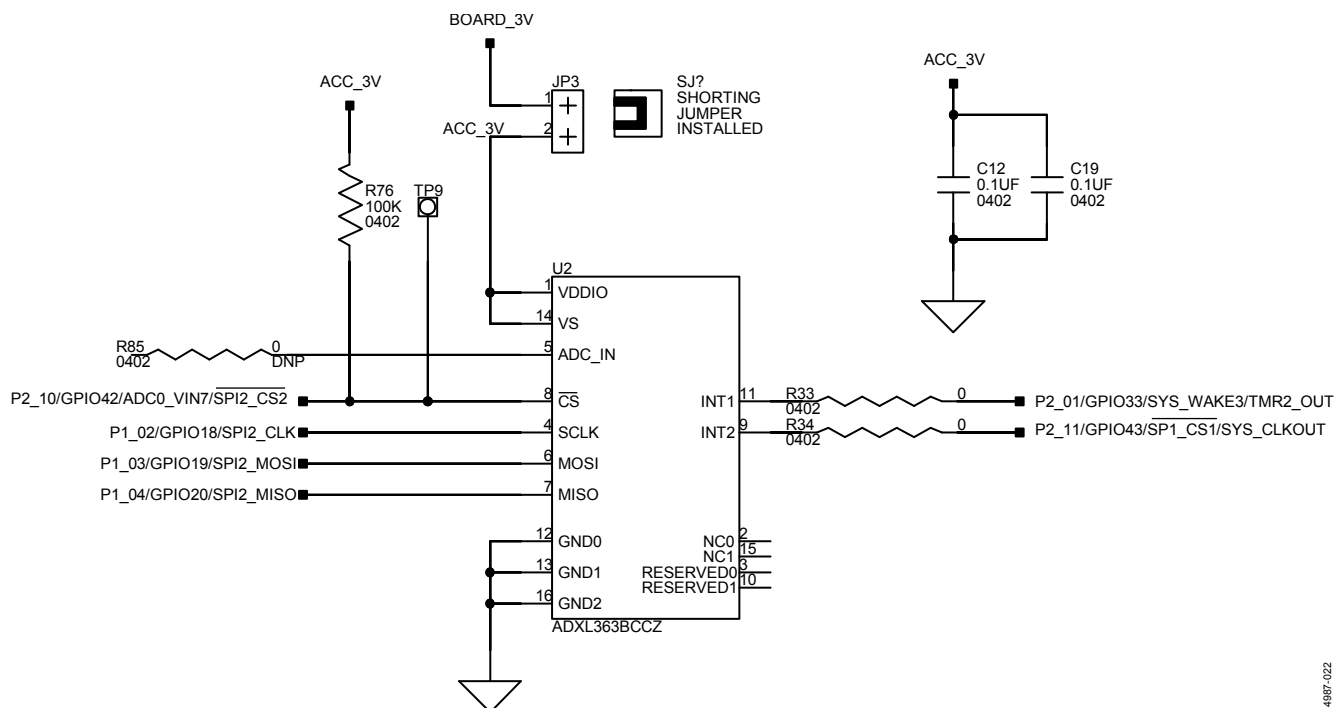 BOARD_3V
ACC_3V
JP3
1
2
ACC_3V
SJ?
SHORTING
JUMPER
INSTALLED
ACC_3V
R76
100K
0402
TP9
C12
0.1UF
0402
C19
0.1UF
0402
U2
1 VDDIO
14 VS
R85 0
0402 DNP
5 ADC_IN
P2_10/GPIO42/ADC0_VIN7/SPI2_CS2 8 CS
P1_02/GPIO18/SPI2_CLK 4 SCLK
P1_03/GPIO19/SPI2_MOSI 6 MOSI
P1_04/GPIO20/SPI2_MISO 7 MISO
12 GND0
13 GND1
16 GND2
INT1 11 R33 0 P2_01/GPIO33/SYS_WAKE3/TMR2_OUT
0402
INT2 9 R34 0 P2_11/GPIO43/SP1_CS1/SYS_CLKOUT
0402
NC0 2
NC1 15
RESERVED0 3
RESERVED1 10
ADXL363BCCZ
4987-022